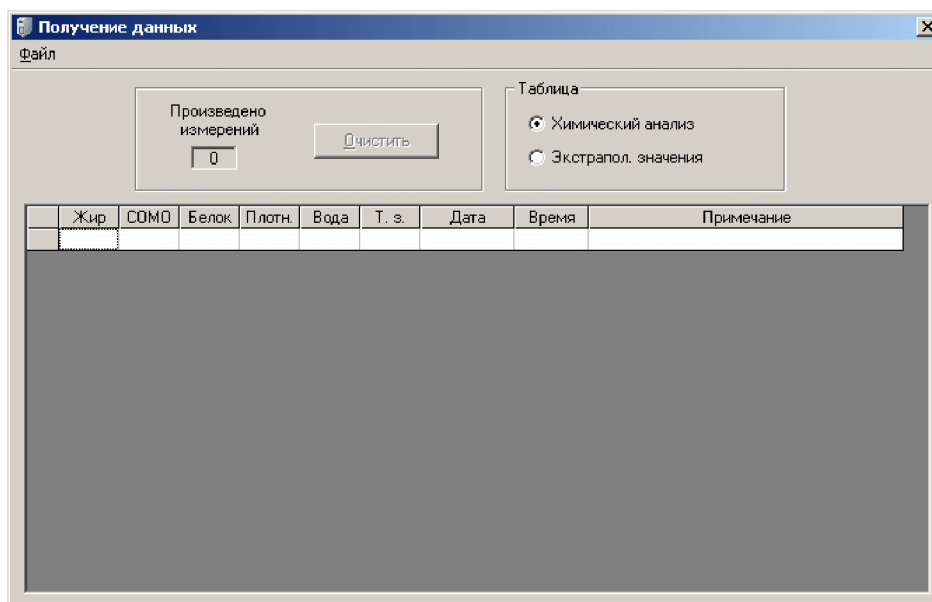 Получение данных
Файл
Произведено
измерений
0
Очистить
Таблица
Химический анализ
Экстрапол. значения
Жир СОМО Белок Плотн. Вода Т. з. Дата Время Примечание